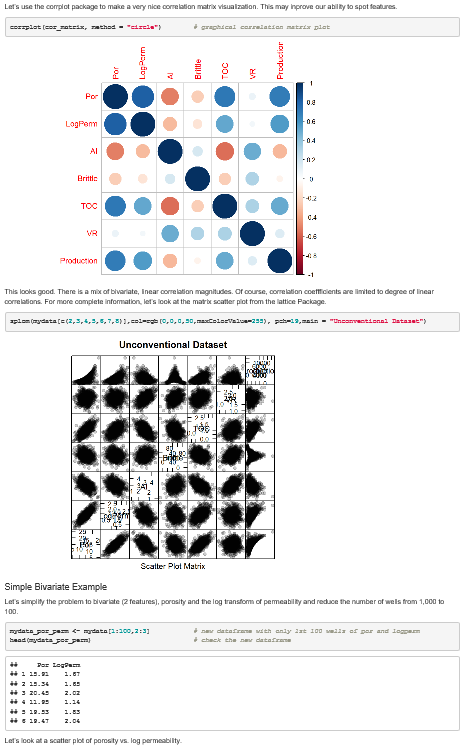 Let's use the corrplot package to make a very nice correlation matrix visualization. This may improve our ability to spot features.
corrplot(cor_matrix, method = "circle") # graphical correlation matrix plot
Por LogPerm AI Brittle TOC VR Production
Por
LogPerm
AI
Brittle
TOC
VR
Production
1
0.8
0.6
0.4
0.2
0
-0.2
-0.4
-0.6
-0.8
-1
This looks good. There is a mix of bivariate, linear correlation magnitudes. Of course, correlation coefficients are limited to degree of linear
correlations. For more complete information, let's look at the matrix scatter plot from the lattice Package.
splom(mydata[c(2,3,4,5,6,7,8)],col=rgb(0,0,0,50,maxColorValue=255), pch=19,main = "Unconventional Dataset")
Unconventional Dataset
Scatter Plot Matrix
Simple Bivariate Example
Let's simplify the problem to bivariate (2 features), porosity and the log transform of permeability and reduce the number of wells from 1,000 to
100.
mydata_por_perm <- mydata[1:100,2:3] # new dataframe with only 1st 100 wells of por and logperm
head(mydata_por_perm) # check the new dataframe
## Por LogPerm
## 1 15.91 1.67
## 2 15.34 1.65
## 3 20.45 2.02
## 4 11.95 1.14
## 5 19.53 1.83
## 6 19.47 2.04
Let's look at a scatter plot of porosity vs. log permeability.